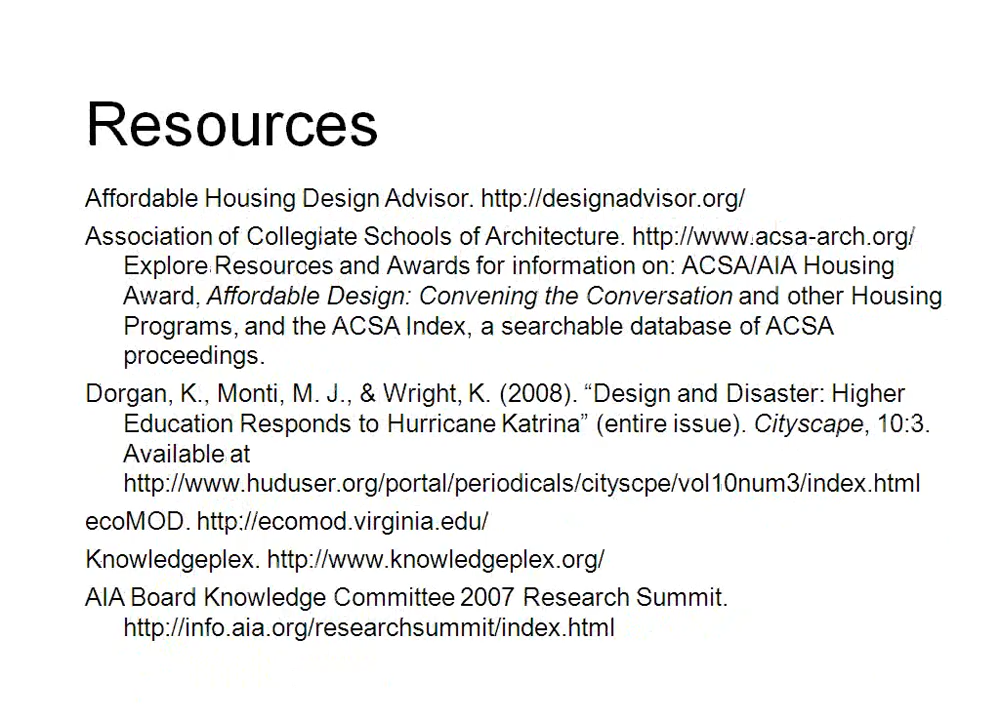 Resources
Affordable Housing Design Advisor. http://designadvisor.org/
Association of Collegiate Schools of Architecture. http://www.acsa-arch.org/
Explore Resources and Awards for information on: ACSA/AIA Housing
Award, Affordable Design: Convening the Conversation and other Housing
Programs, and the ACSA Index, a searchable database of ACSA
proceedings.
Dorgan, K., Monti, M. J., & Wright, K. (2008). “Design and Disaster: Higher
Education Responds to Hurricane Katrina” (entire issue). Cityscape, 10:3.
Available at
http://www.huduser.org/portal/periodicals/cityscpe/vol10num3/index.html
ecoMOD. http://ecomod.virginia.edu/
Knowledgeplex. http://www.knowledgeplex.org/
AIA Board Knowledge Committee 2007 Research Summit.
http://info.aia.org/researchsummit/index.html